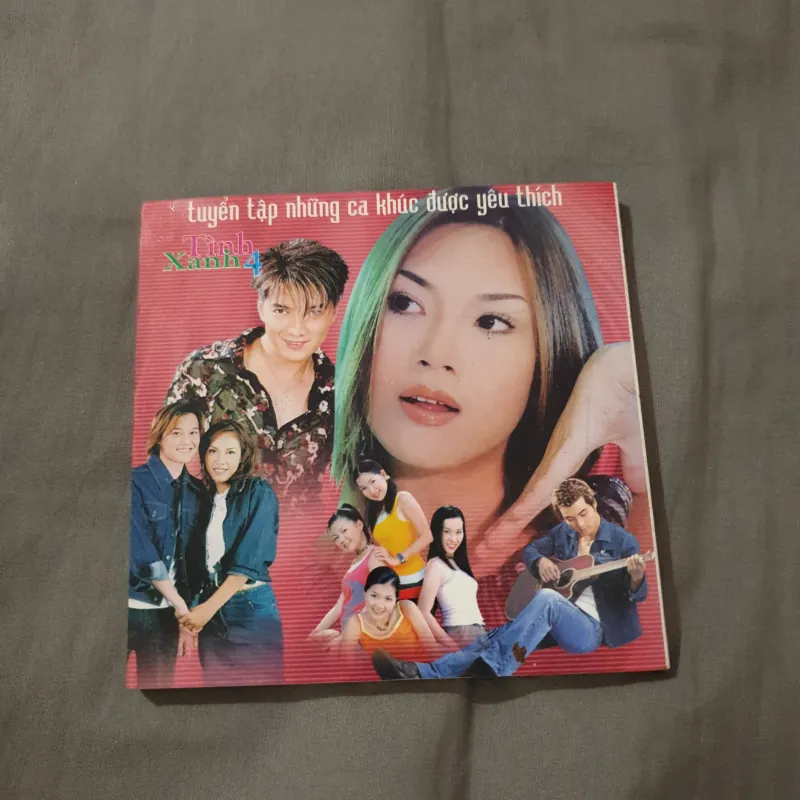 tuyển tập những ca khúc được yêu thích
Tình
Xanh 4